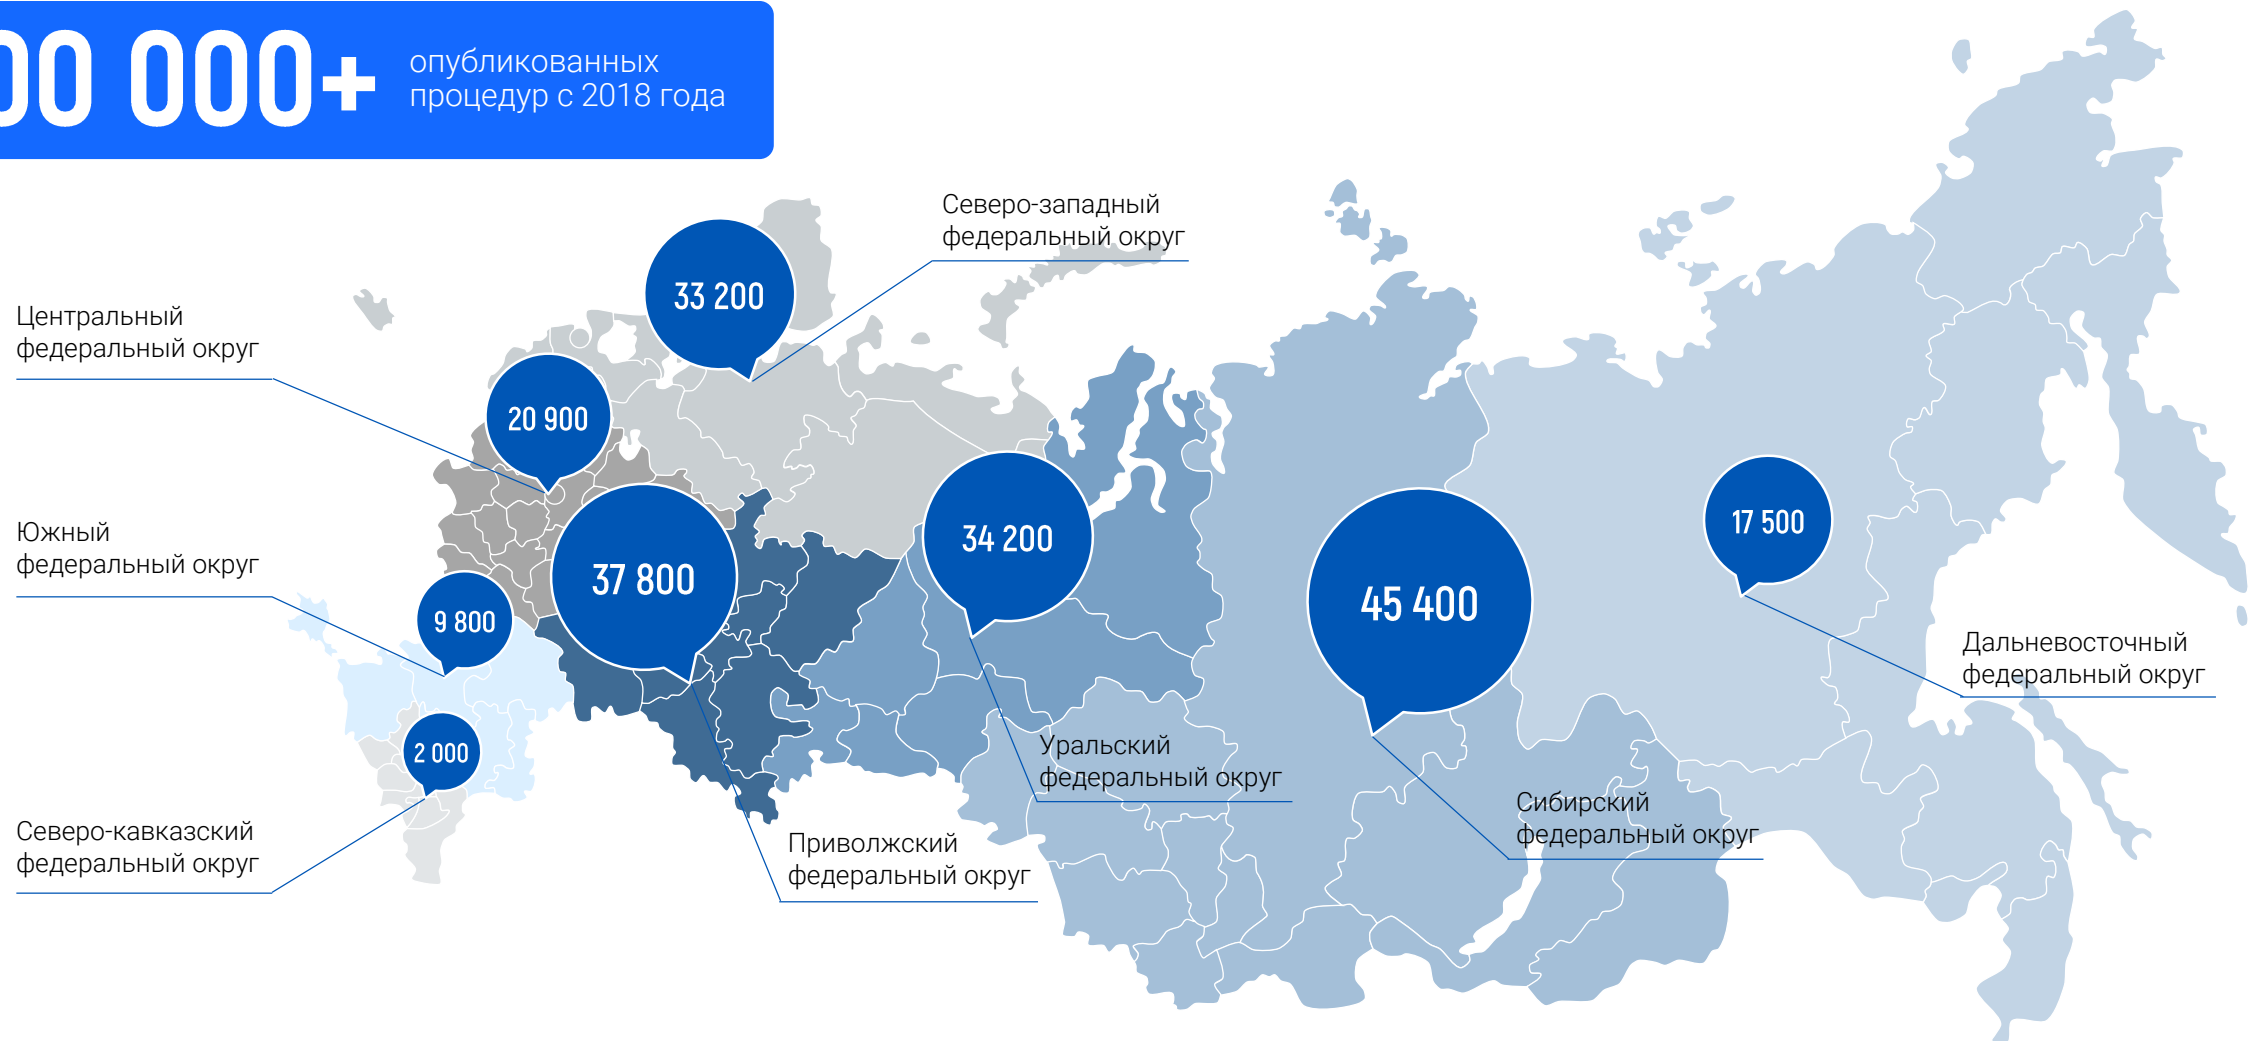 00 000+
опубликованных
процедур с 2018 года
Северо-западный
федеральный округ
33 200
Центральный
федеральный округ
20 900
Южный
федеральный округ
9 800
37 800
34 200
45 400
17 500
Дальневосточный
федеральный округ
2 000
Уральский
федеральный округ
Сибирский
федеральный округ
Северо-кавказский
федеральный округ
Приволжский
федеральный округ